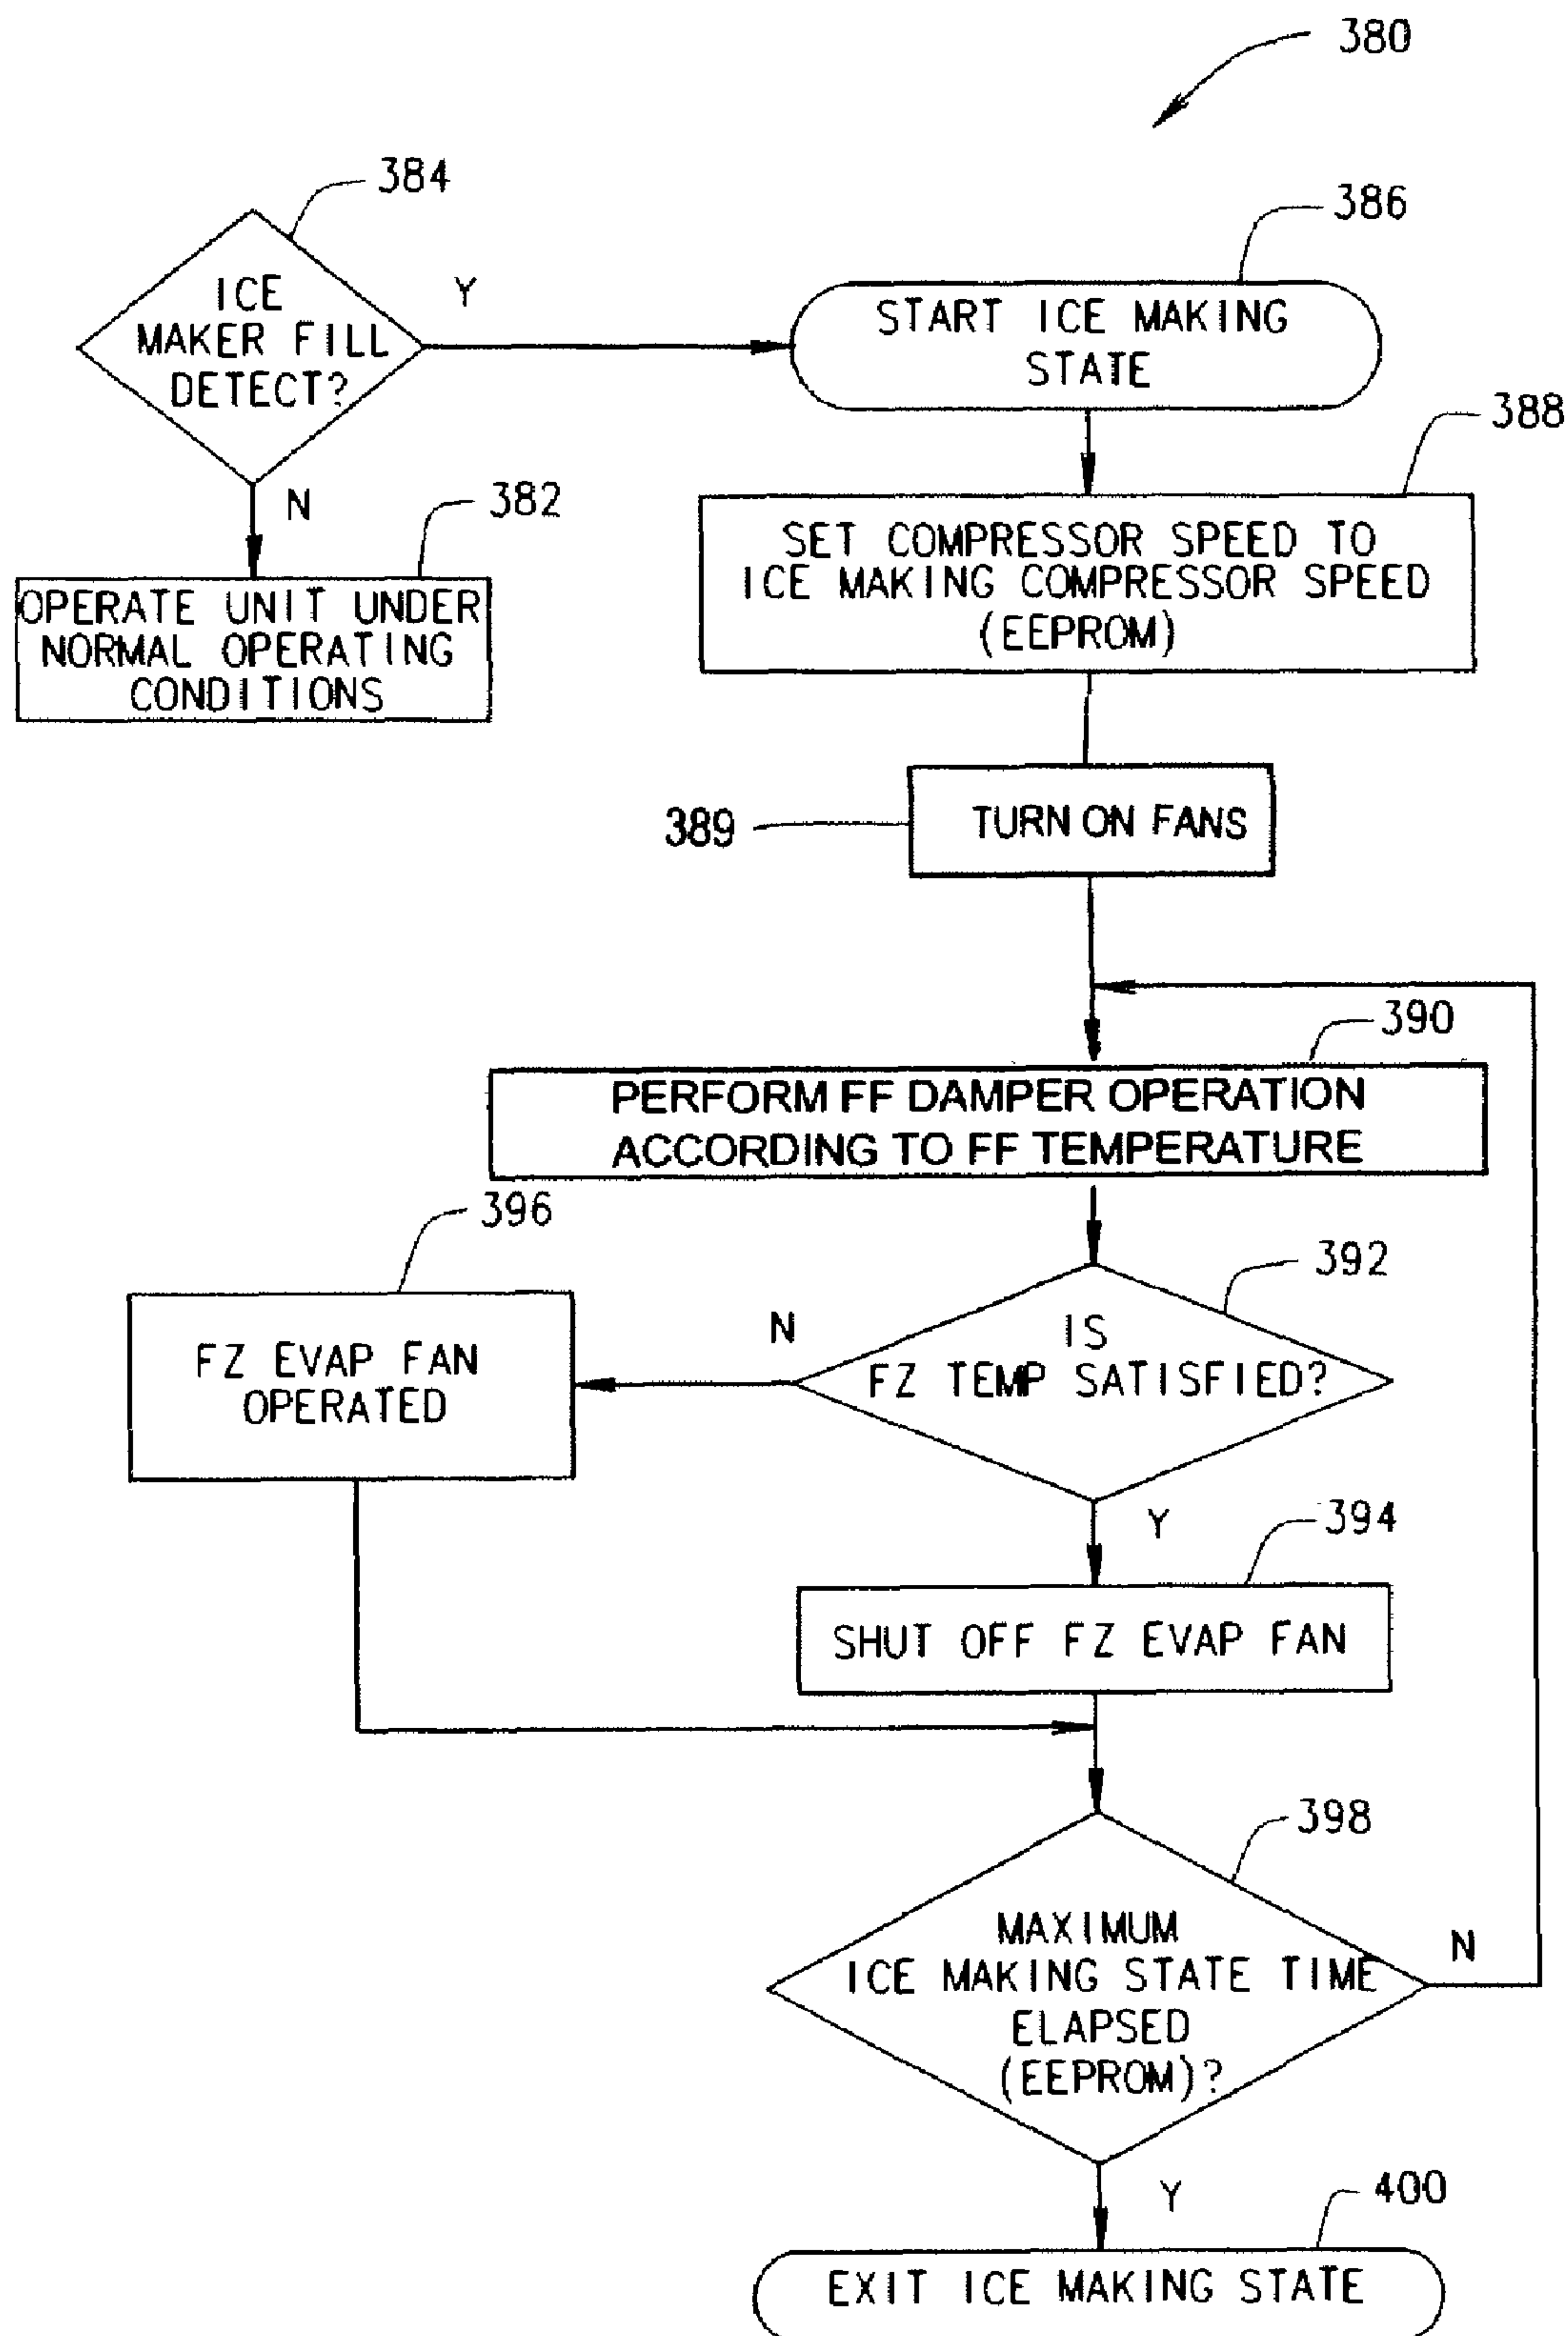 380
384
ICE
MAKER FILL
DETECT?
Y
N
386
START ICE MAKING
STATE
382
OPERATE UNIT UNDER
NORMAL OPERATING
CONDITIONS
388
SET COMPRESSOR SPEED TO
ICE MAKING COMPRESSOR SPEED
(EEPROM)
389
TURN ON FANS
390
PERFORM FF DAMPER OPERATION
ACCORDING TO FF TEMPERATURE
392
IS
FZ TEMP SATISFIED?
N
396
FZ EVAP FAN
OPERATED
Y
394
SHUT OFF FZ EVAP FAN
398
MAXIMUM
ICE MAKING STATE TIME
ELAPSED
(EEPROM)?
N
Y
400
EXIT ICE MAKING STATE